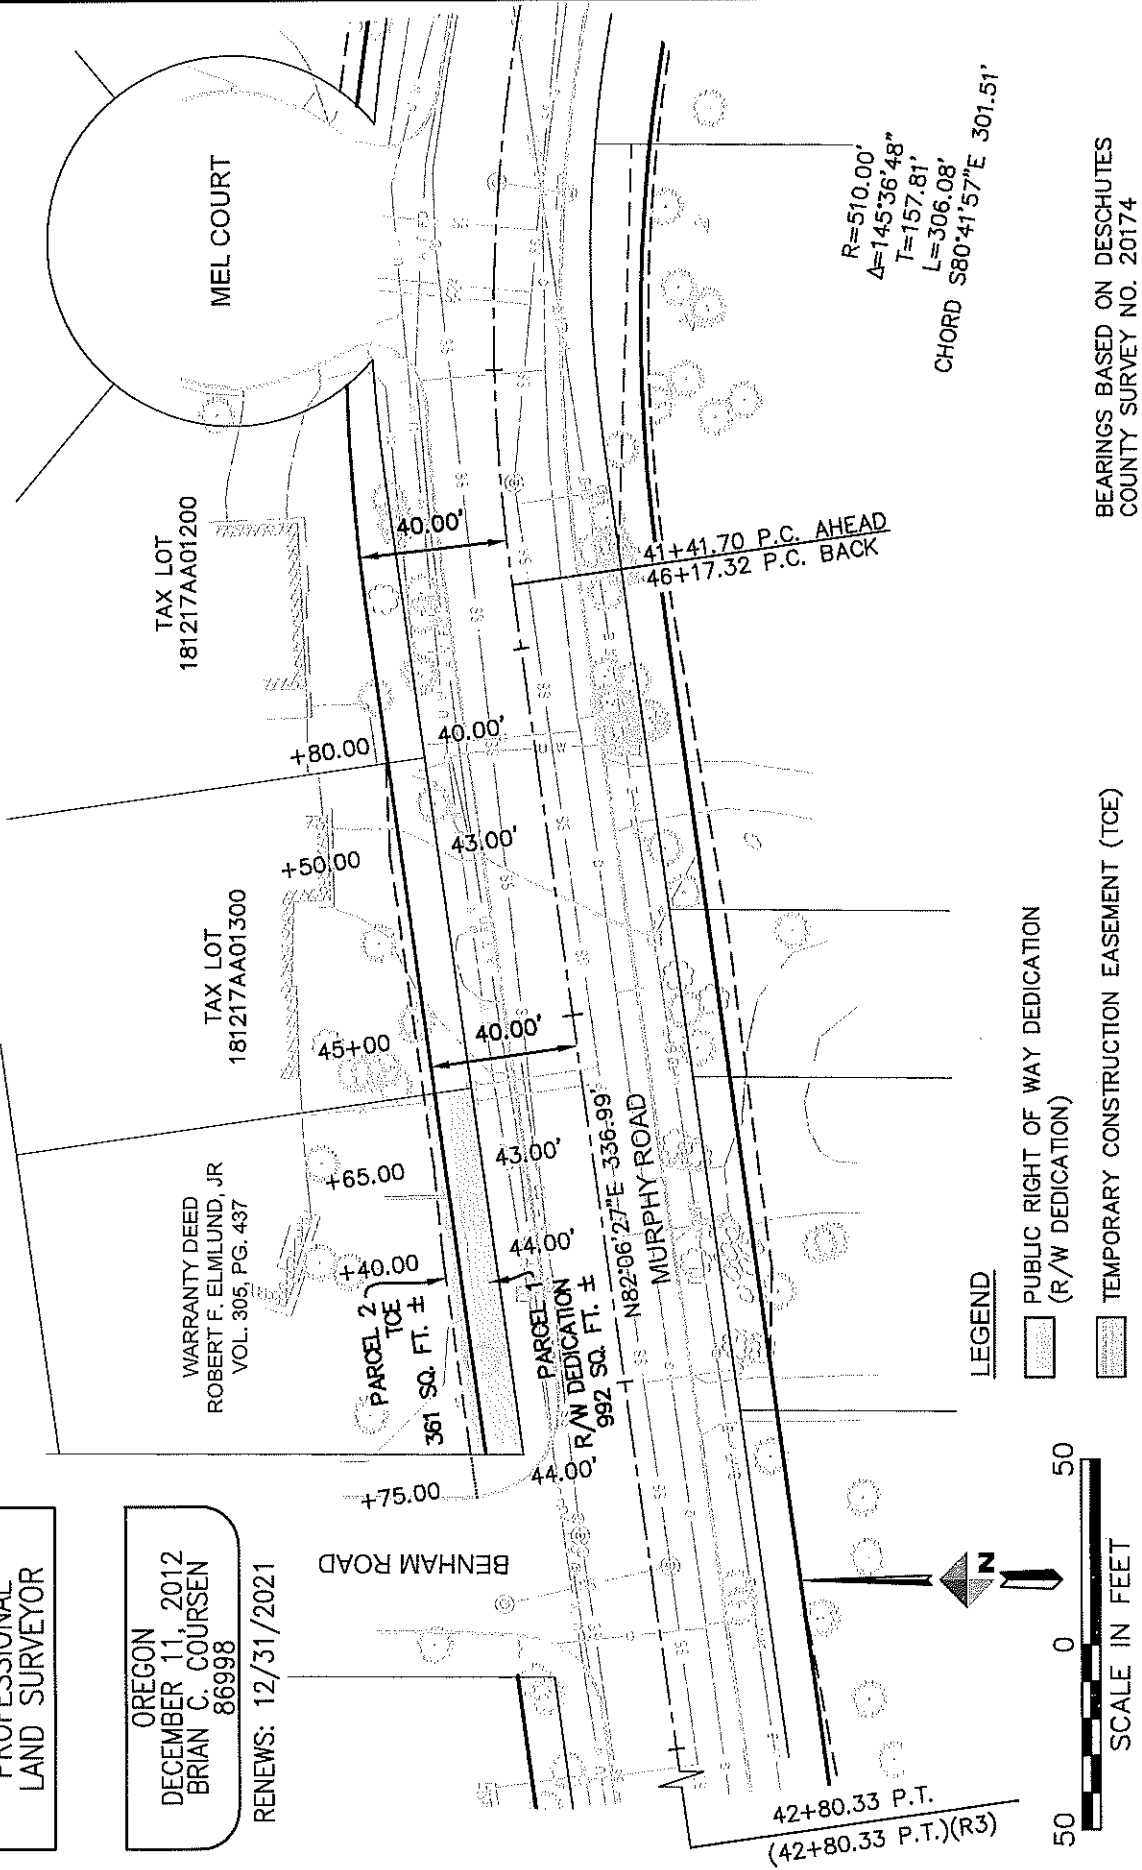 PROFESSIONAL
LAND SURVEYOR
OREGON
DECEMBER 11, 2012
BRIAN C. COURSEN
86998
RENEWS: 12/31/2021
WARRANTY DEED
ROBERT F. ELMLUND, JR
VOL. 305, PG. 437
TAX LOT
181217AA01300
TAX LOT
181217AA01200
MEL COURT
BENHAM ROAD
+75.00
+40.00
+65.00
45+00
+50.00
+80.00
PARCEL 2
TCE
361 SQ. FT. ±
PARCEL 1
R/W DEDICATION
992 SQ. FT. ±
44.00'
44.00'
43.00'
40.00'
43.00'
40.00'
40.00'
N82°06'27"E 336.99'
MURPHY ROAD
41+41.70 P.C. AHEAD
46+17.32 P.C. BACK
R=510.00'
Δ=145°36'48"
T=157.81'
L=306.08'
CHORD S80°41'57"E 301.51'
42+80.33 P.T.
(42+80.33 P.T.)(R3)
N
LEGEND
PUBLIC RIGHT OF WAY DEDICATION
(R/W DEDICATION)
TEMPORARY CONSTRUCTION EASEMENT (TCE)
50 0 50
SCALE IN FEET
BEARINGS BASED ON DESCHUTES
COUNTY SURVEY NO. 20174